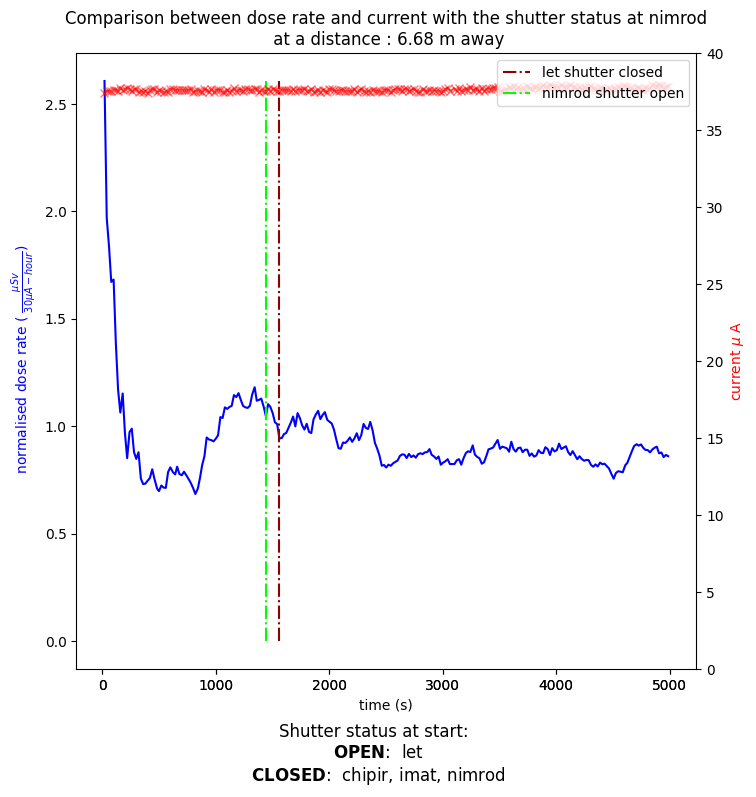 Comparison between dose rate and current with the shutter status at nimrod
at a distance : 6.68 m away
let shutter closed
nimrod shutter open
normalised dose rate ( μSv / 30μA − hour )
2.5
2.0
1.5
1.0
0.5
0.0
40
35
30
25
20
15
10
5
0
current μ A
0 1000 2000 3000 4000 5000
time (s)
Shutter status at start:
OPEN: let
CLOSED: chipir, imat, nimrod